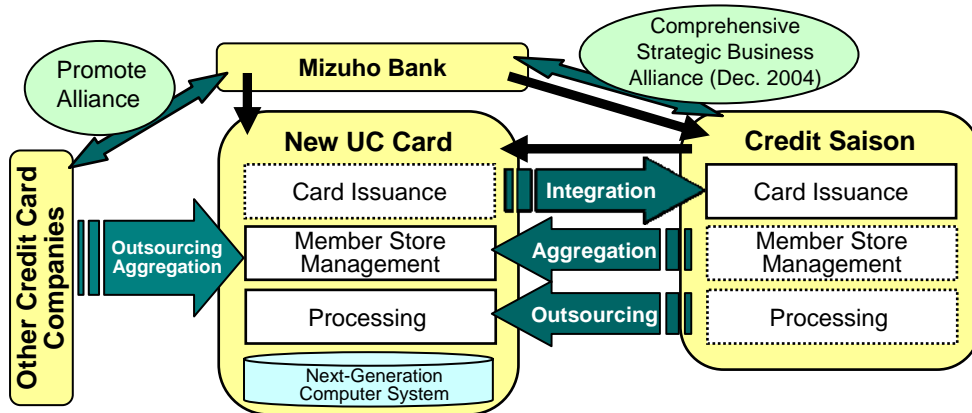 Comprehensive
Strategic Business
Alliance (Dec. 2004)
Promote
Alliance
Mizuho Bank
New UC Card
Credit Saison
Other Credit Card
Companies
Card Issuance
Integration
Card Issuance
Outsourcing
Aggregation
Member Store
Management
Aggregation
Member Store
Management
Processing
Outsourcing
Processing
Next-Generation
Computer System